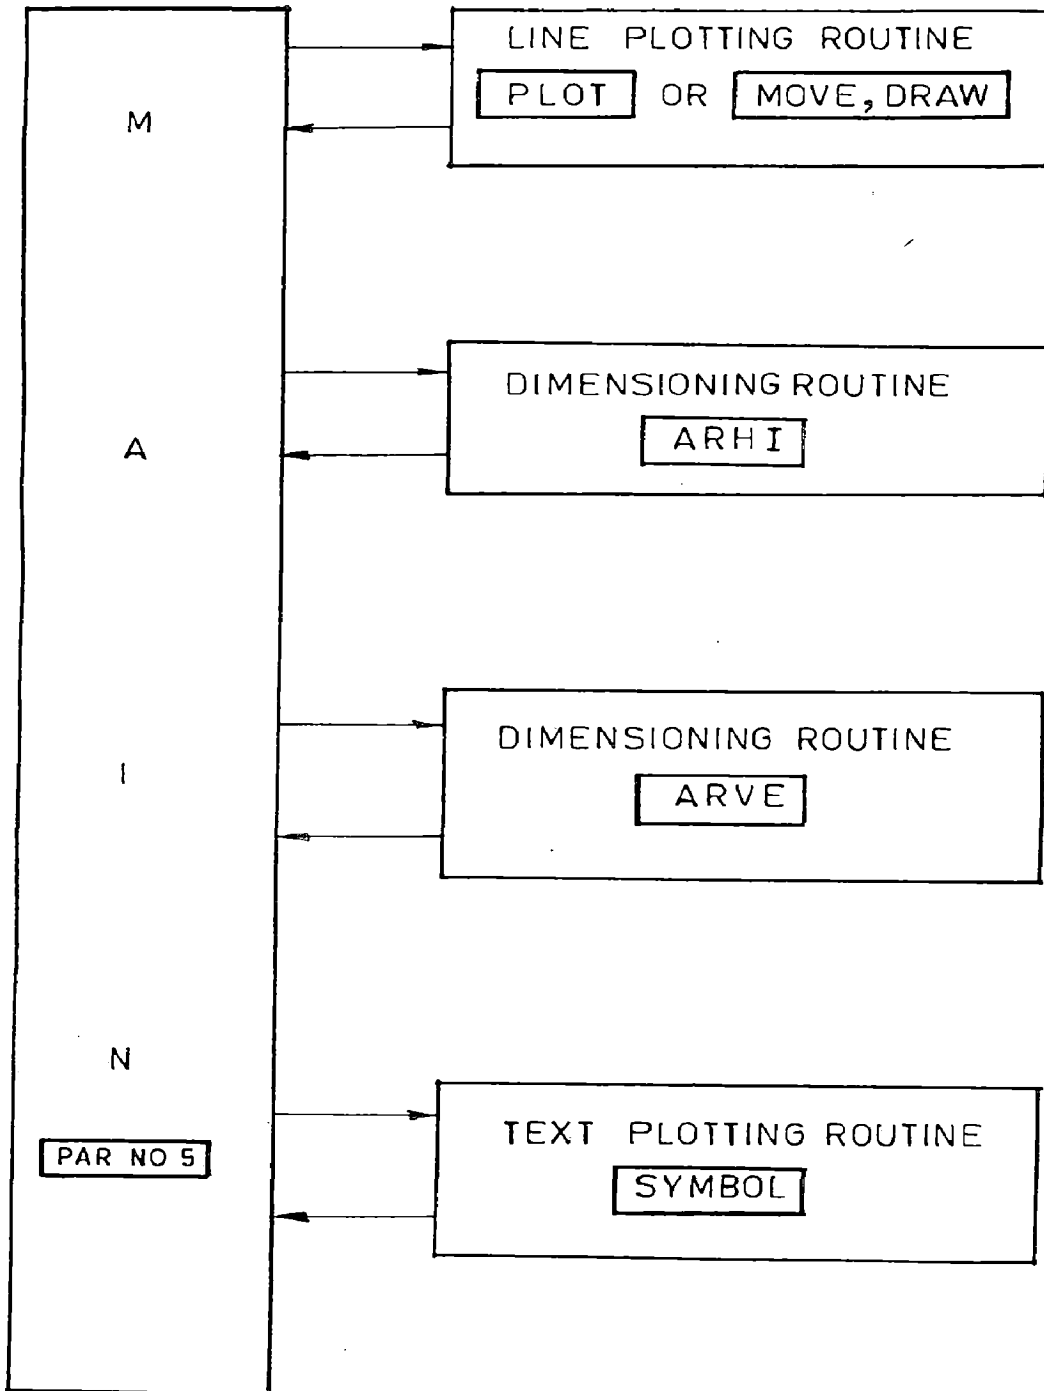 M
A
I
N
PAR NO 5
LINE PLOTTING ROUTINE
PLOT OR MOVE, DRAW
DIMENSIONING ROUTINE
ARHI
DIMENSIONING ROUTINE
ARVE
TEXT PLOTTING ROUTINE
SYMBOL